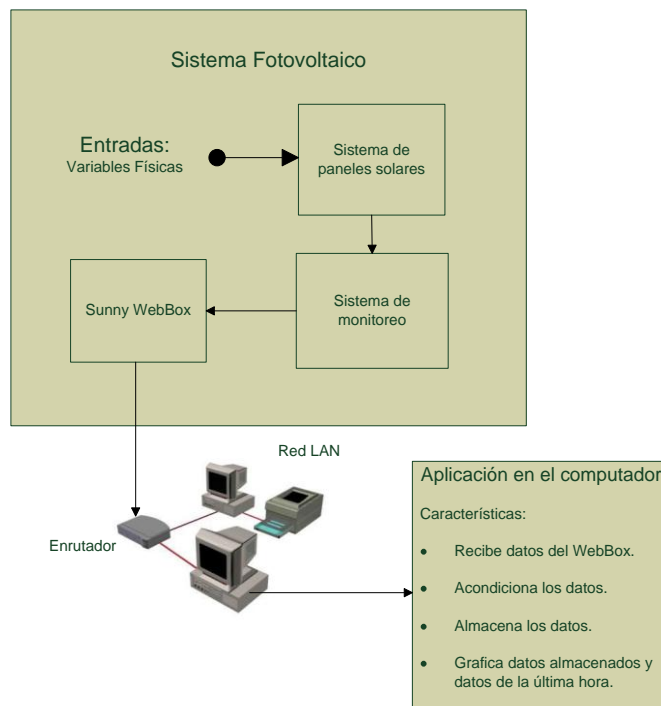 Sistema Fotovoltaico
Entradas:
Variables Físicas
Sistema de
paneles solares
Sunny WebBox
Sistema de
monitoreo
Red LAN
Enrutador
Aplicación en el computador
Características:
• Recibe datos del WebBox.
• Acondiciona los datos.
• Almacena los datos.
• Grafica datos almacenados y
datos de la última hora.